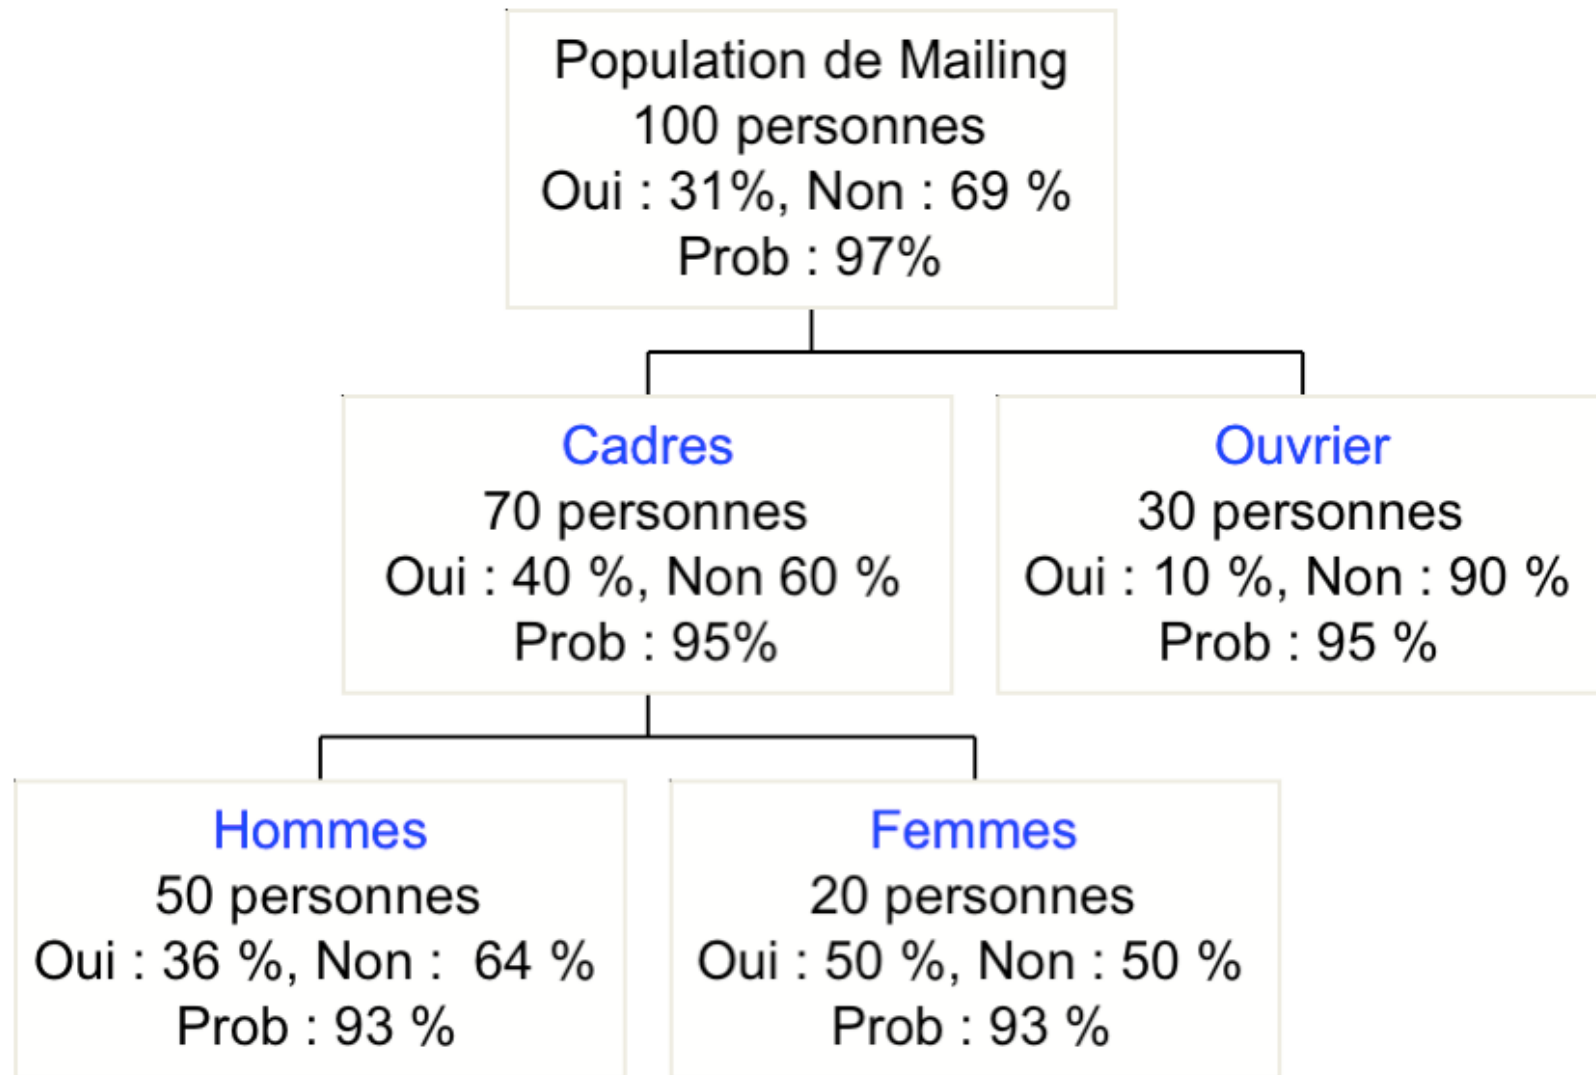 Population de Mailing
100 personnes
Oui : 31%, Non : 69 %
Prob : 97%
Cadres
70 personnes
Oui : 40 %, Non 60 %
Prob : 95%
Ouvrier
30 personnes
Oui : 10 %, Non : 90 %
Prob : 95 %
Hommes
50 personnes
Oui : 36 %, Non :  64 %
Prob : 93 %
Femmes
20 personnes
Oui : 50 %, Non : 50 %
Prob : 93 %